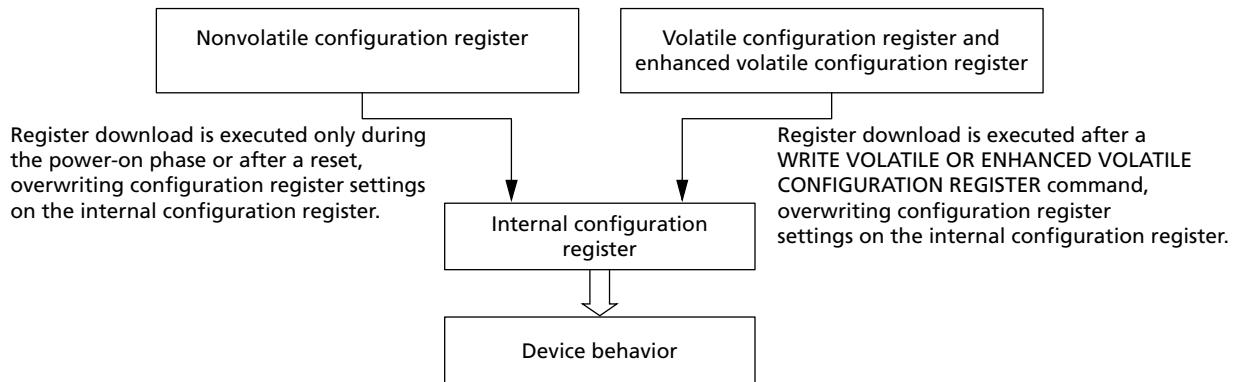 Nonvolatile configuration register
Volatile configuration register and
enhanced volatile configuration register
Register download is executed only during
the power-on phase or after a reset,
overwriting configuration register settings
on the internal configuration register.
Register download is executed after a
WRITE VOLATILE OR ENHANCED VOLATILE
CONFIGURATION REGISTER command,
overwriting configuration register
settings on the internal configuration register.
Internal configuration
register
Device behavior